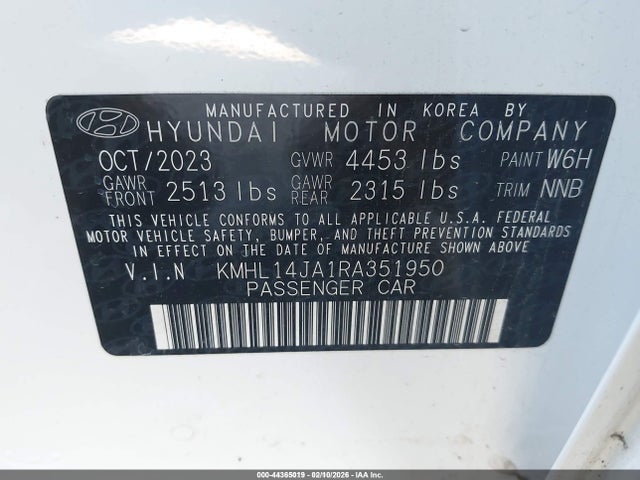 MANUFACTURED IN KOREA BY
HYUNDAI MOTOR COMPANY
OCT/2023 GVWR 4453 lbs PAINT W6H
GAWR FRONT 2513 lbs GAWR REAR 2315 lbs TRIM NNB
THIS VEHICLE CONFORMS TO ALL APPLICABLE U.S.A. FEDERAL
MOTOR VEHICLE SAFETY, BUMPER, AND THEFT PREVENTION STANDARDS
IN EFFECT ON THE DATE OF MANUFACTURE SHOWN ABOVE
V.I.N KMHL14JA1RA351950
PASSENGER CAR
000-44365019 - 02/10/2026 - IAAI.COM